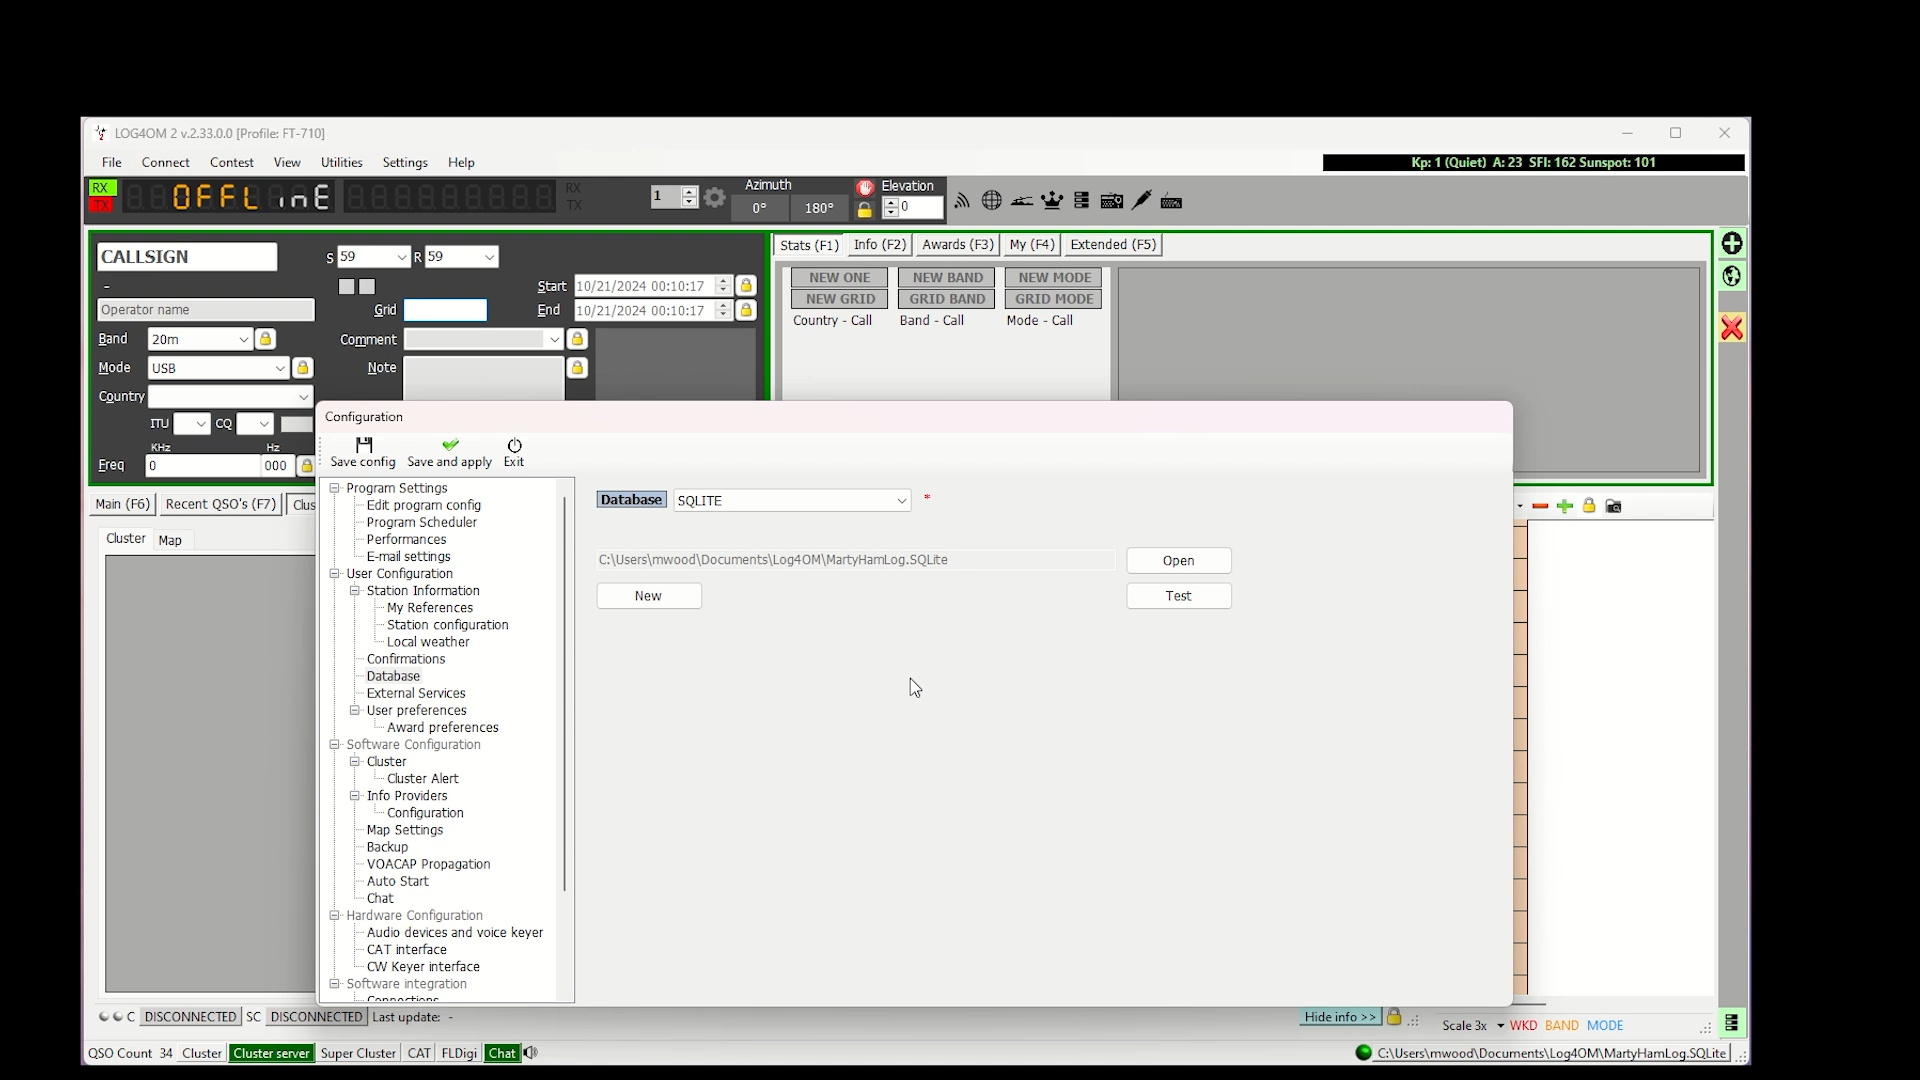 LOG4OM 2 v.2.33.0.0 [Profile: FT-710]
File Connect Contest View Utilities Settings Help
Kp: 1 (Quiet) A: 23 SFI: 162 Sunspot: 101
RX
TX
OFFLinE
RX
TX
1
Azimuth
0° 180°
Elevation
0
CALLSIGN
S 59 R 59
-
Start 10/21/2024 00:10:17
Operator name
Grid
End 10/21/2024 00:10:17
Band 20m
Comment
Mode USB
Note
Country
ITU CQ
KHz Hz
Freq 0 000
Stats (F1) Info (F2) Awards (F3) My (F4) Extended (F5)
NEW ONE NEW BAND NEW MODE
NEW GRID GRID BAND GRID MODE
Country - Call Band - Call Mode - Call
Main (F6) Recent QSO's (F7) Clus
Cluster Map
Configuration
Save config Save and apply Exit
Program Settings
Edit program config
Program Scheduler
Performances
E-mail settings
User Configuration
Station Information
My References
Station configuration
Local weather
Confirmations
Database
External Services
User preferences
Award preferences
Software Configuration
Cluster
Cluster Alert
Info Providers
Configuration
Map Settings
Backup
VOACAP Propagation
Auto Start
Chat
Hardware Configuration
Audio devices and voice keyer
CAT interface
CW Keyer interface
Software integration
Connections
Database SQLITE *
C:\Users\mwood\Documents\Log4OM\MartyHamLog.SQLite Open
New Test
C DISCONNECTED SC DISCONNECTED Last update: -
Hide info >>
Scale 3x WKD BAND MODE
QSO Count 34 Cluster Cluster server Super Cluster CAT FLDigi Chat
C:\Users\mwood\Documents\Log4OM\MartyHamLog.SQLite